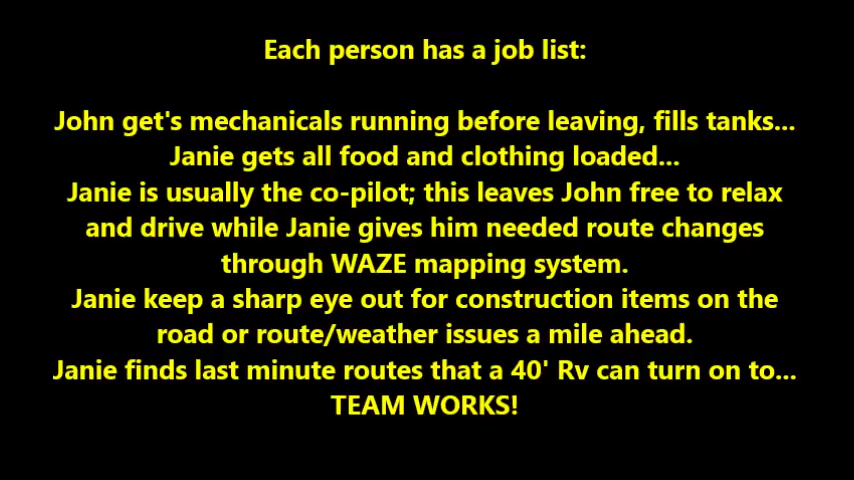 Each person has a job list:
John get's mechanicals running before leaving, fills tanks...
Janie gets all food and clothing loaded...
Janie is usually the co-pilot; this leaves John free to relax
and drive while Janie gives him needed route changes
through WAZE mapping system.
Janie keep a sharp eye out for construction items on the
road or route/weather issues a mile ahead.
Janie finds last minute routes that a 40' Rv can turn on to...
TEAM WORKS!